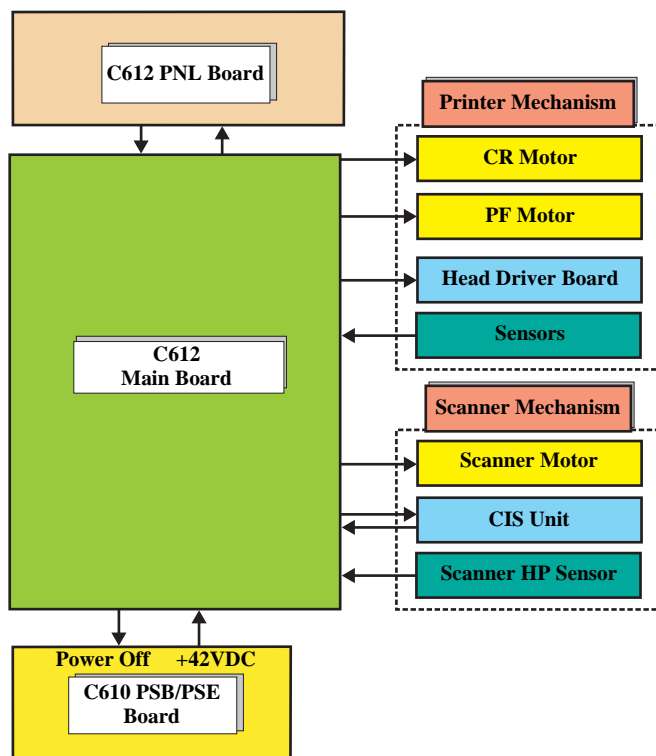 C612 PNL Board
Printer Mechanism
CR Motor
PF Motor
Head Driver Board
Sensors
C612
Main Board
Scanner Mechanism
Scanner Motor
CIS Unit
Scanner HP Sensor
Power Off +42VDC
C610 PSB/PSE
Board